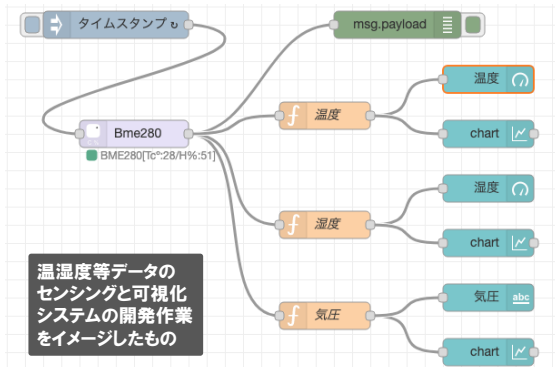 タイムスタンプ ↻
msg.payload
温度
Bme280
温度
chart
BME280[Tc°:28/H%:51]
湿度
湿度
chart
温湿度等データの
センシングと可視化
システムの開発作業
をイメージしたもの
気圧
abc
気圧
chart